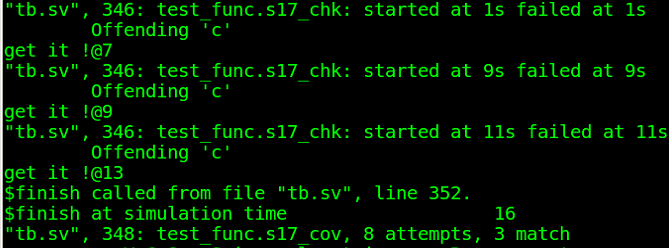 "tb.sv", 346: test_func.s17_chk: started at 1s failed at 1s
Offending 'c'
get it !@7
"tb.sv", 346: test_func.s17_chk: started at 9s failed at 9s
Offending 'c'
get it !@9
"tb.sv", 346: test_func.s17_chk: started at 11s failed at 11s
Offending 'c'
get it !@13
$finish called from file "tb.sv", line 352.
$finish at simulation time 16
"tb.sv", 348: test_func.s17_cov, 8 attempts, 3 match